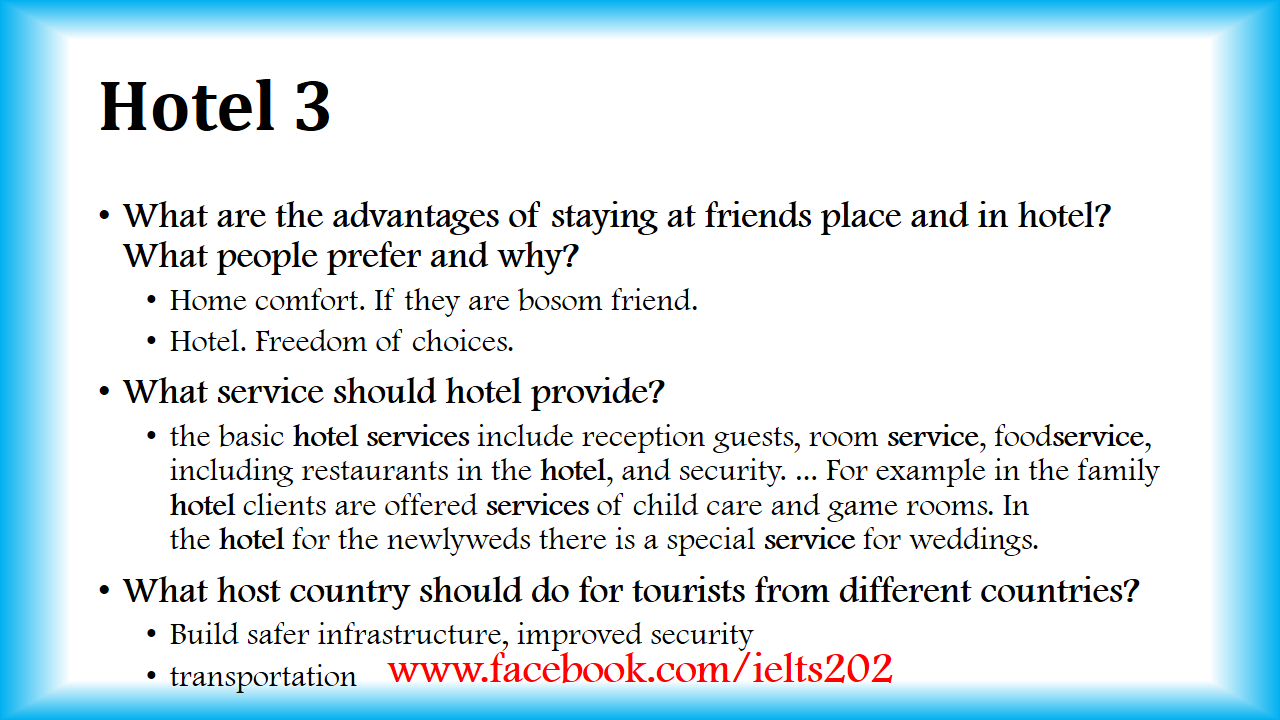 Hotel 3
• What are the advantages of staying at friends place and in hotel?
What people prefer and why?
• Home comfort. If they are bosom friend.
• Hotel. Freedom of choices.
• What service should hotel provide?
• the basic hotel services include reception guests, room service, foodservice,
including restaurants in the hotel, and security. ... For example in the family
hotel clients are offered services of child care and game rooms. In
the hotel for the newlyweds there is a special service for weddings.
• What host country should do for tourists from different countries?
• Build safer infrastructure, improved security
• transportation
www.facebook.com/ielts202